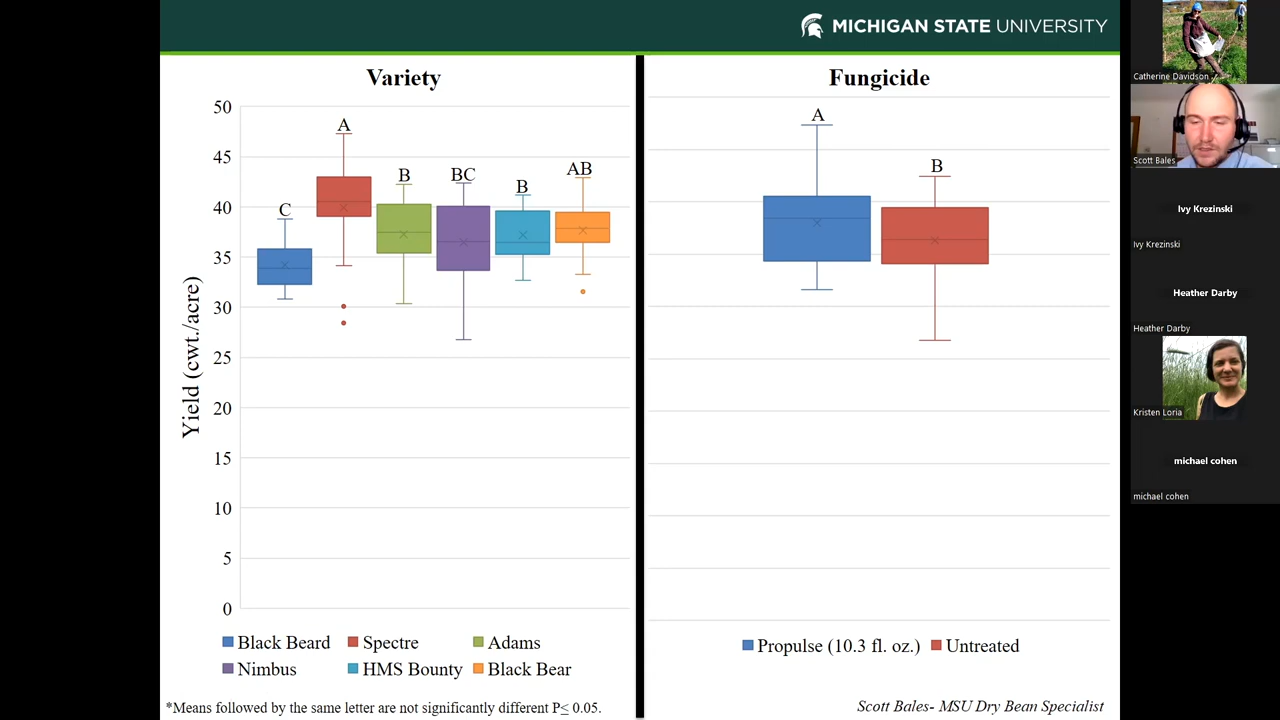 MICHIGAN STATE UNIVERSITY
Variety
50
45
40
35
30
25
20
15
10
5
0
Yield (cwt./acre)
C
A
B
BC
B
AB
Black Beard
Spectre
Adams
Nimbus
HMS Bounty
Black Bear
*Means followed by the same letter are not significantly different P≤ 0.05.
Fungicide
A
B
Propulse (10.3 fl. oz.)
Untreated
Scott Bales- MSU Dry Bean Specialist
Catherine Davidson
Scott Bales
Ivy Krezinski
Ivy Krezinski
Heather Darby
Heather Darby
Kristen Loria
michael cohen
michael cohen